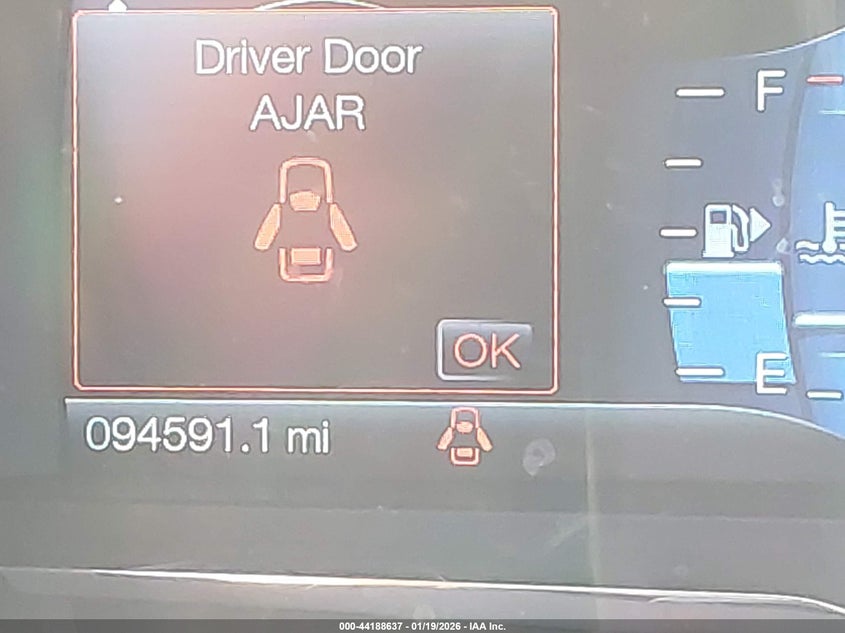 Driver Door
AJAR
F
OK
E
094591.1 mi
000-44188637 - 01/19/2026 - IAA Inc.